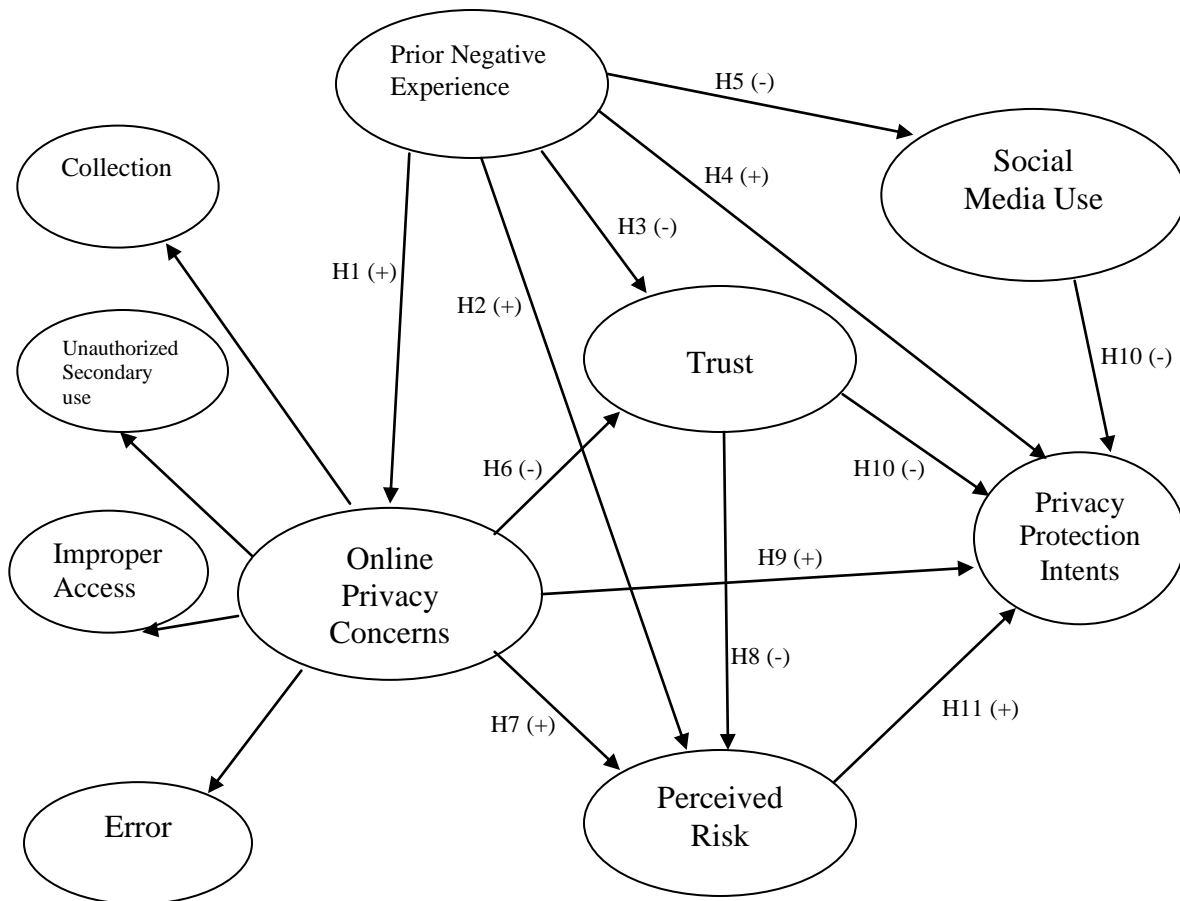 Prior Negative
Experience
H5 (-)
Collection
Social
Media Use
H4 (+)
H3 (-)
H1 (+)
H2 (+)
Unauthorized
Secondary
use
Trust
H10 (-)
H6 (-)
H10 (-)
Privacy
Protection
Intents
Improper
Access
Online
Privacy
Concerns
H9 (+)
H8 (-)
H7 (+)
H11 (+)
Error
Perceived
Risk